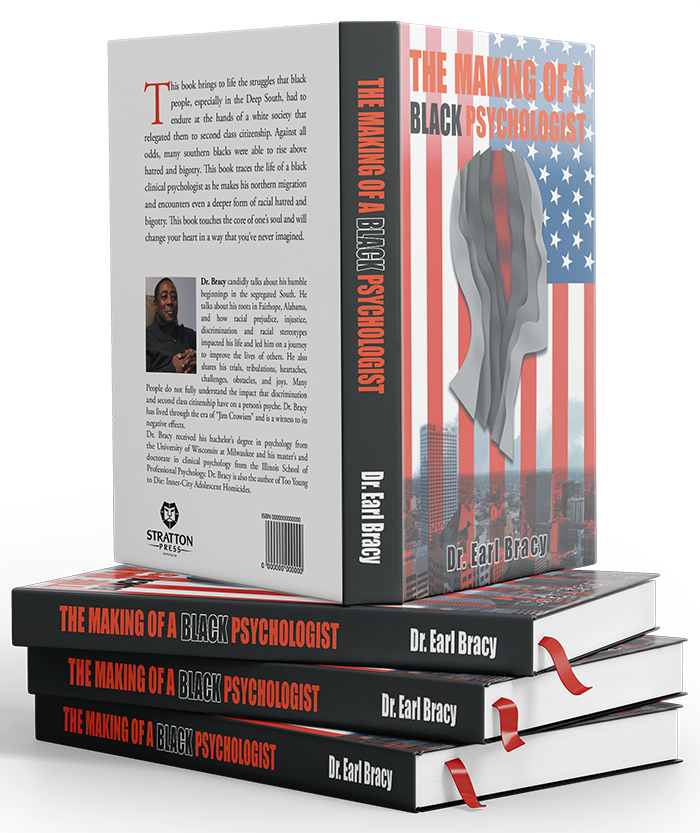 This book brings to life the struggles that black
people, especially in the Deep South, had to
endure at the hands of a white society that
relegated them to second class citizenship. Against all
odds, many southern blacks were able to rise above
hatred and bigotry. This book traces the life of a black
clinical psychologist as he makes his northern migration
and encounters even a deeper form of racial hatred and
bigotry. This book touches the core of one's soul and will
change your heart in a way that you've never imagined.
Dr. Bracy candidly talks about his humble
beginnings in the segregated South. He
talks about his roots in Fairhope, Alabama,
and how racial prejudice, injustice,
discrimination and racial stereotypes
impacted his life and led him on a journey
to improve the lives of others. He also
shares his trials, tribulations, heartaches,
challenges, obstacles, and joys. Many
People do not fully understand the impact that discrimination
and second class citizenship have on a person's psyche. Dr. Bracy
has lived through the era of "Jim Crowism" and is a witness to its
negative effects.
Dr. Bracy received his bachelor's degree in psychology from
the University of Wisconsin at Milwaukee and his master's and
doctorate in clinical psychology from the Illinois School of
Professional Psychology. Dr. Bracy is also the author of Too Young
to Die: Inner-City Adolescent Homicides.
STRATTON
PRESS
ISBN 0000000000000
0 000000 000000
THE MAKING OF A BLACK PSYCHOLOGIST
Dr. Earl Bracy
THE MAKING OF A
BLACK PSYCHOLOGIST
Dr. Earl Bracy
THE MAKING OF A BLACK PSYCHOLOGIST Dr. Earl Bracy
THE MAKING OF A BLACK PSYCHOLOGIST Dr. Earl Bracy
THE MAKING OF A BLACK PSYCHOLOGIST Dr. Earl Bracy